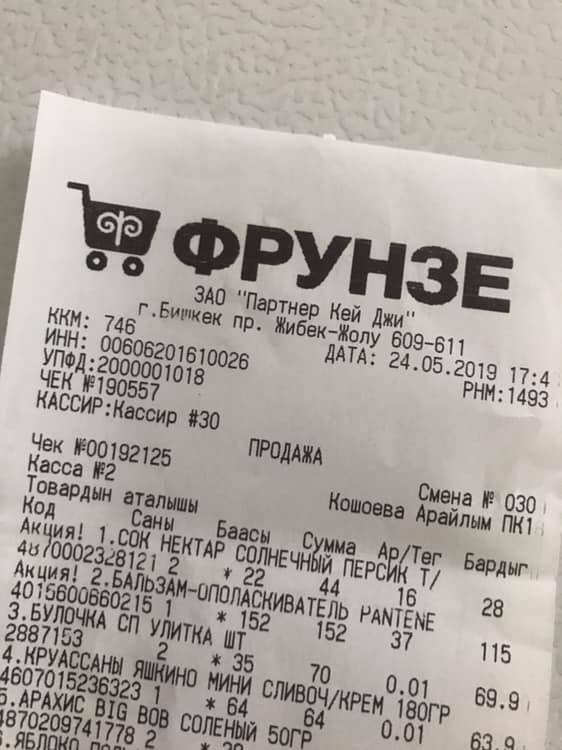 ФРУНЗЕ
ЗАО "Партнер Кей Джи"
г.Бишкек пр. Жибек-Жолу 609-611
ККМ: 746 ДАТА: 24.05.2019 17:4
ИНН: 00606201610026 РНМ:1493
УПФД:2000001018
ЧЕК №190557
КАССИР:Кассир #30
ПРОДАЖА
Чек №00192125 Смена № 030
Касса №2 Кошоева Арайлым ПК1
Товардын аталышы
Код Саны Баасы Сумма Ар/Тег Бардыг
Акция! 1.СОК НЕКТАР СОЛНЕЧНЫЙ ПЕРСИК Т/
4870002328121 2 * 22 44 16 28
Акция! 2.БАЛЬЗАМ-ОПОЛАСКИВАТЕЛЬ PANTENE
4015600660215 1 * 152 152 37 115
3.БУЛОЧКА СП УЛИТКА ШТ
2887153 2 * 35 70 0.01 69.9
4.КРУАССАНЫ ЯШКИНО МИНИ СЛИВОЧ/КРЕМ 180ГР
4607015236323 1 * 64 64 0.01 63.9
5.АРАХИС BIG BOB СОЛЕНЫЙ 50ГР
4870209741778 2